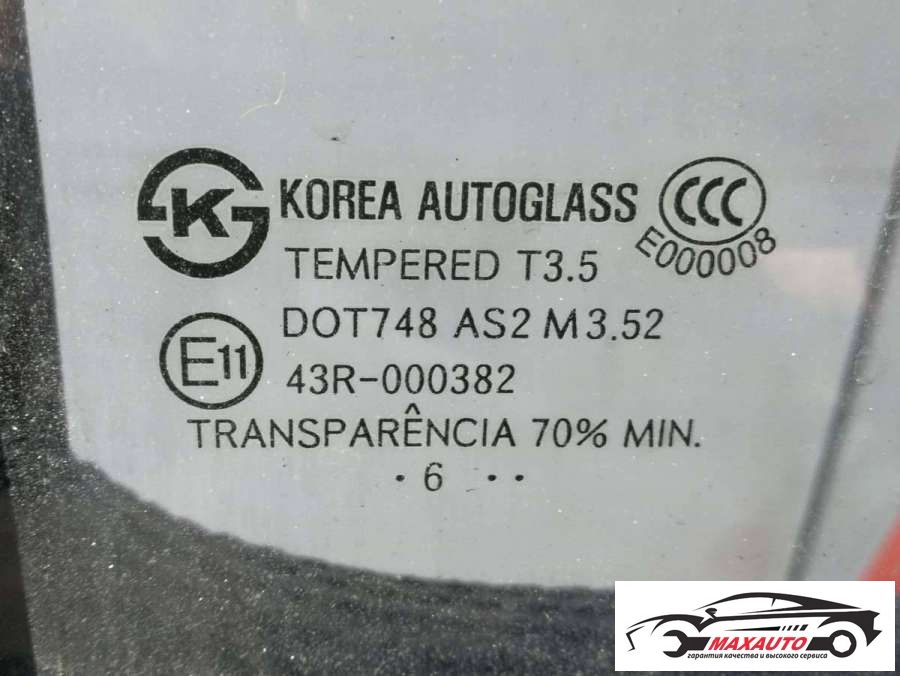 K KOREA AUTOGLASS CCC
E000008
TEMPERED T3.5
DOT748 AS2 M3.52
E11 43R-000382
TRANSPARÊNCIA 70% MIN.
· 6 · ·
MAXAUTO
гарантия качества и высокого сервиса